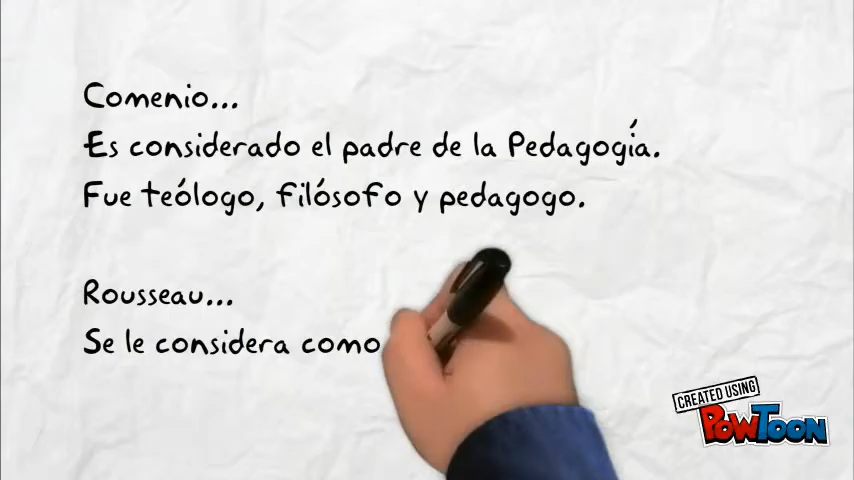 Comenio...
Es considerado el padre de la Pedagogía.
Fue teólogo, filósofo y pedagogo.
Rousseau...
Se le considera como
CREATED USING
POWTOON